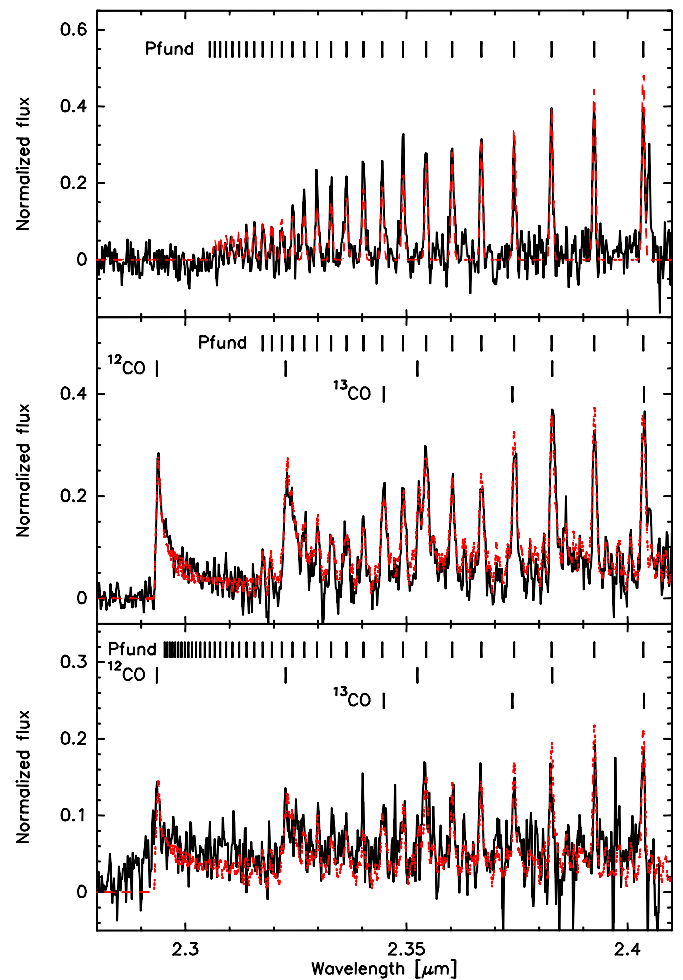 0.6
Pfund
0.4
0.2
0
Normalized flux
Pfund
¹²CO
¹³CO
0.4
0.2
0
Normalized flux
Pfund
¹²CO
¹³CO
0.3
0.2
0.1
0
Normalized flux
2.3
2.35
2.4
Wavelength [μm]